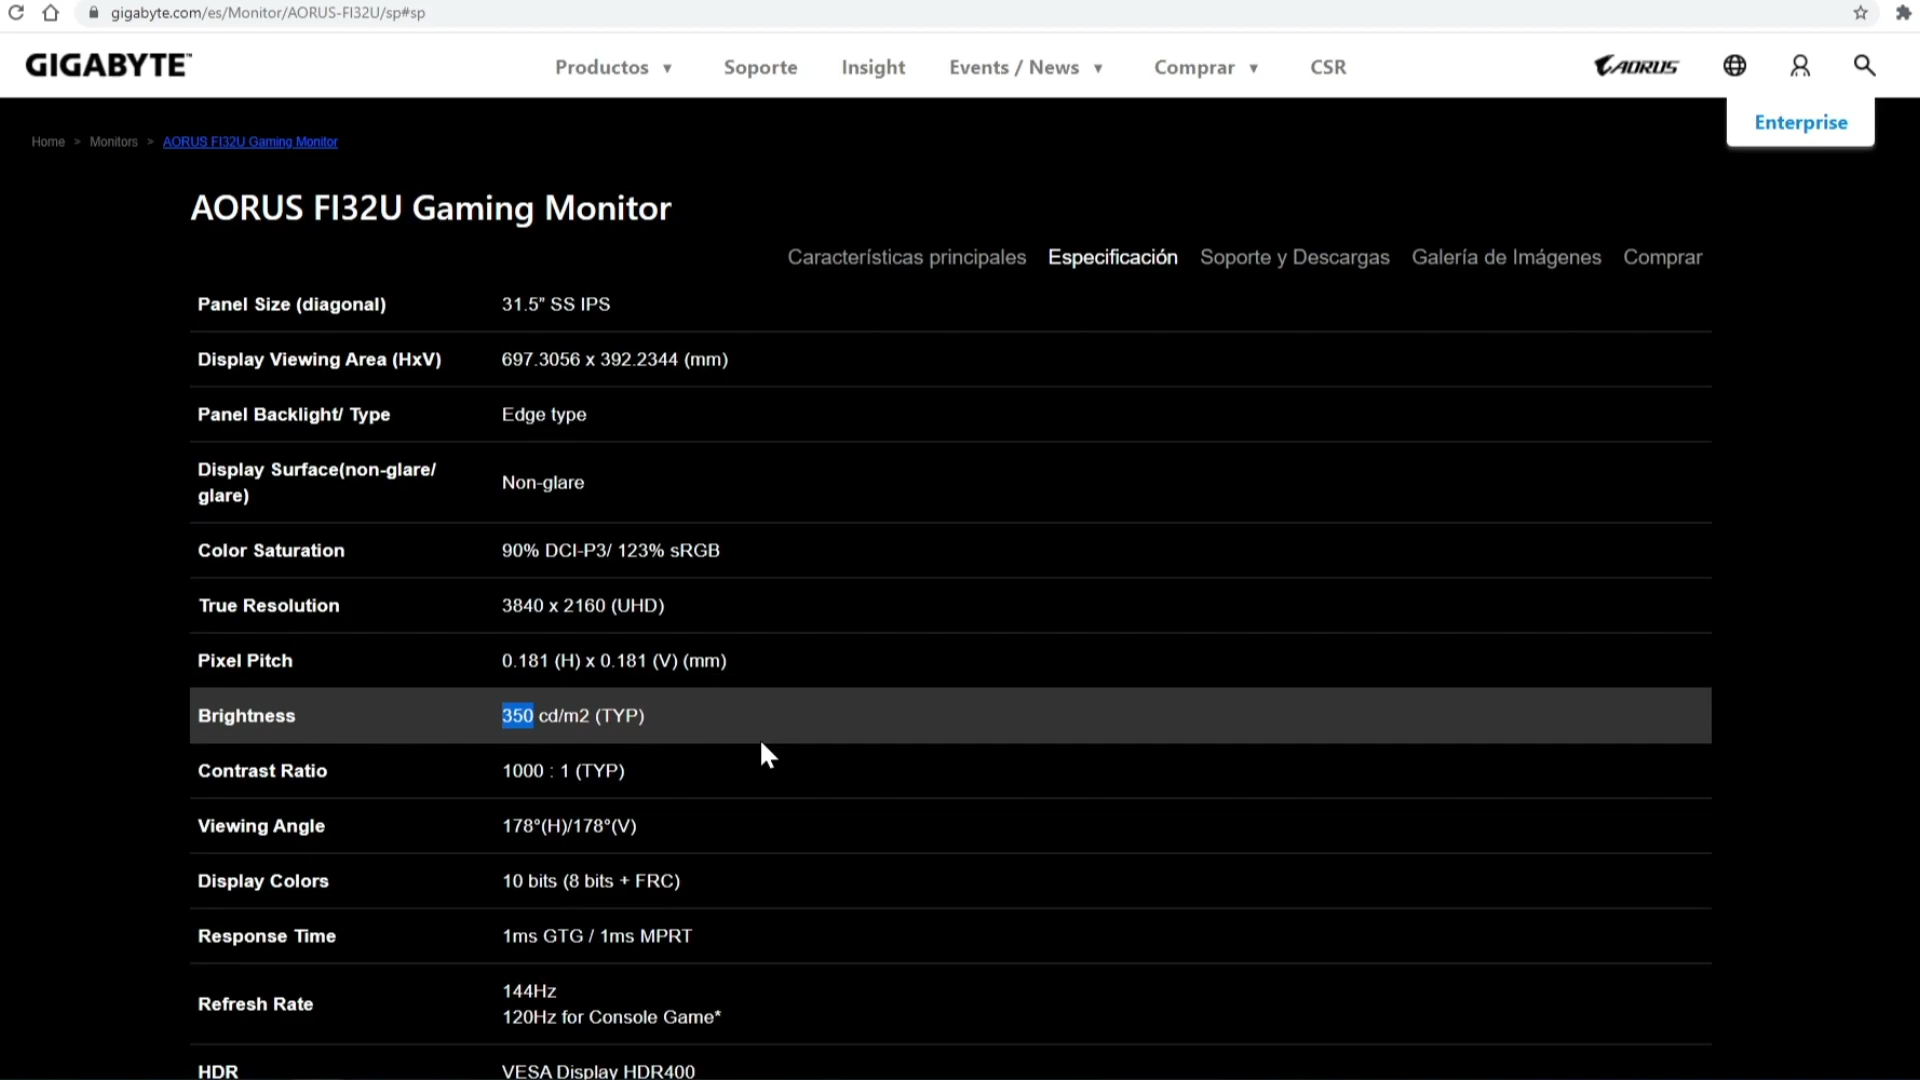 gigabyte.com/es/Monitor/AORUS-FI32U/sp#sp
GIGABYTE™ Productos ▼ Soporte Insight Events / News ▼ Comprar ▼ CSR AORUS
Enterprise
Home > Monitors > AORUS FI32U Gaming Monitor
AORUS FI32U Gaming Monitor
Características principales Especificación Soporte y Descargas Galería de Imágenes Comprar
Panel Size (diagonal) 31.5” SS IPS
Display Viewing Area (HxV) 697.3056 x 392.2344 (mm)
Panel Backlight/ Type Edge type
Display Surface(non-glare/
glare) Non-glare
Color Saturation 90% DCI-P3/ 123% sRGB
True Resolution 3840 x 2160 (UHD)
Pixel Pitch 0.181 (H) x 0.181 (V) (mm)
Brightness 350 cd/m2 (TYP)
Contrast Ratio 1000 : 1 (TYP)
Viewing Angle 178°(H)/178°(V)
Display Colors 10 bits (8 bits + FRC)
Response Time 1ms GTG / 1ms MPRT
Refresh Rate 144Hz
120Hz for Console Game*
HDR VESA Display HDR400